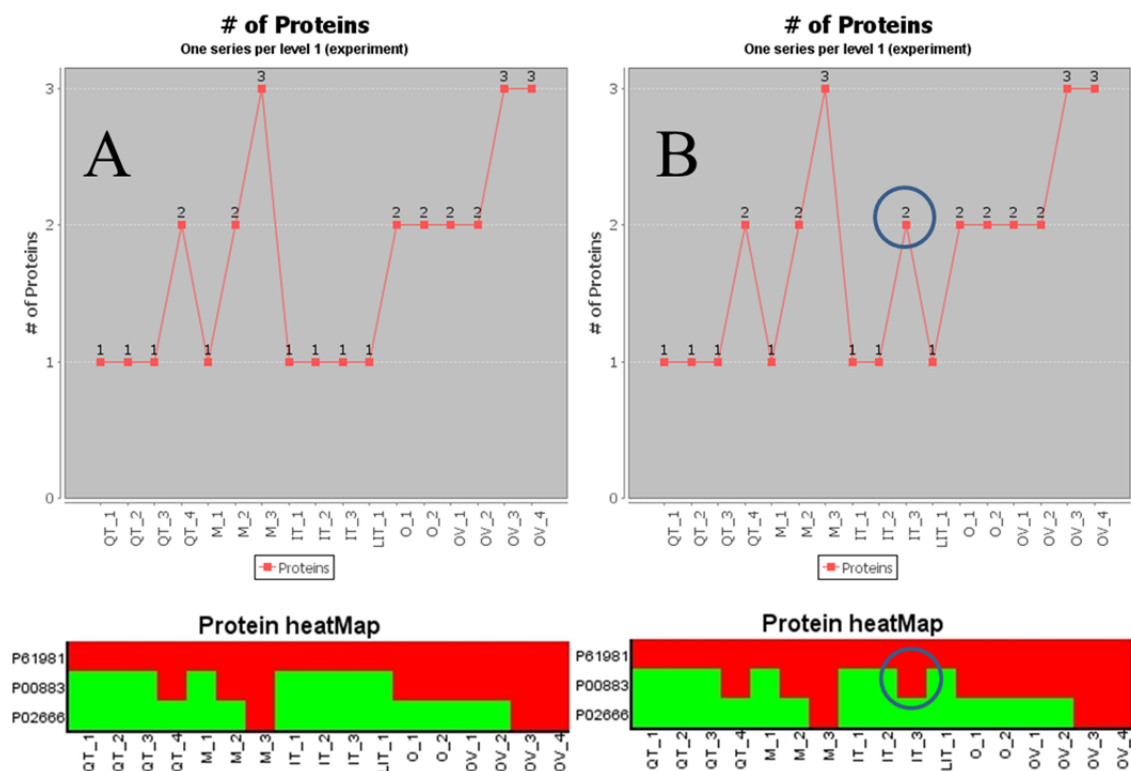 # of Proteins
One series per level 1 (experiment)
A
# of Proteins
3
2
1
0
1 1 1 2 1 2 3 1 1 1 1 2 2 2 2 3 3
QT_1 QT_2 QT_3 QT_4 M_1 M_2 M_3 IT_1 IT_2 IT_3 LIT_1 O_1 O_2 OV_1 OV_2 OV_3 OV_4
Proteins
Protein heatMap
P61981
P00883
P02666
QT_1 QT_2 QT_3 QT_4 M_1 M_2 M_3 IT_1 IT_2 IT_3 LIT_1 O_1 O_2 OV_1 OV_2 OV_3 OV_4
# of Proteins
One series per level 1 (experiment)
B
# of Proteins
3
2
1
0
1 1 1 2 1 2 3 1 1 2 1 2 2 2 2 3 3
QT_1 QT_2 QT_3 QT_4 M_1 M_2 M_3 IT_1 IT_2 IT_3 LIT_1 O_1 O_2 OV_1 OV_2 OV_3 OV_4
Proteins
Protein heatMap
P61981
P00883
P02666
QT_1 QT_2 QT_3 QT_4 M_1 M_2 M_3 IT_1 IT_2 IT_3 LIT_1 O_1 O_2 OV_1 OV_2 OV_3 OV_4